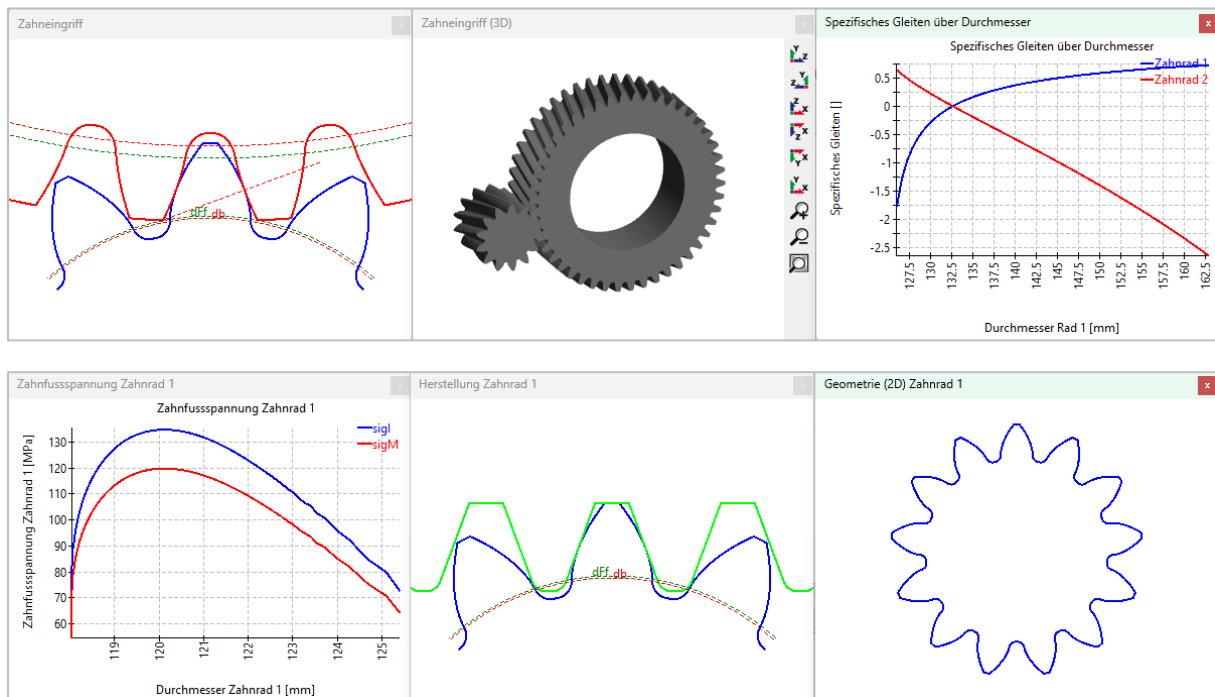 Zahneingriff x
dFf db
Zahneingriff (3D) x
Y Z
Z Y
Z X
X Z
X Y
Y X
Spezifisches Gleiten über Durchmesser x
Spezifisches Gleiten über Durchmesser
Zahnrad 1
Zahnrad 2
Spezifisches Gleiten []
0.5
0
-0.5
-1
-1.5
-2
-2.5
127.5 130 132.5 135 137.5 140 142.5 145 147.5 150 152.5 155 157.5 160 162.5
Durchmesser Rad 1 [mm]
Zahnfussspannung Zahnrad 1 x
Zahnfussspannung Zahnrad 1
sigI
sigM
Zahnfussspannung Zahnrad 1 [MPa]
130
120
110
100
90
80
70
60
119 120 121 122 123 124 125
Durchmesser Zahnrad 1 [mm]
Herstellung Zahnrad 1 x
dFf db
Geometrie (2D) Zahnrad 1 x